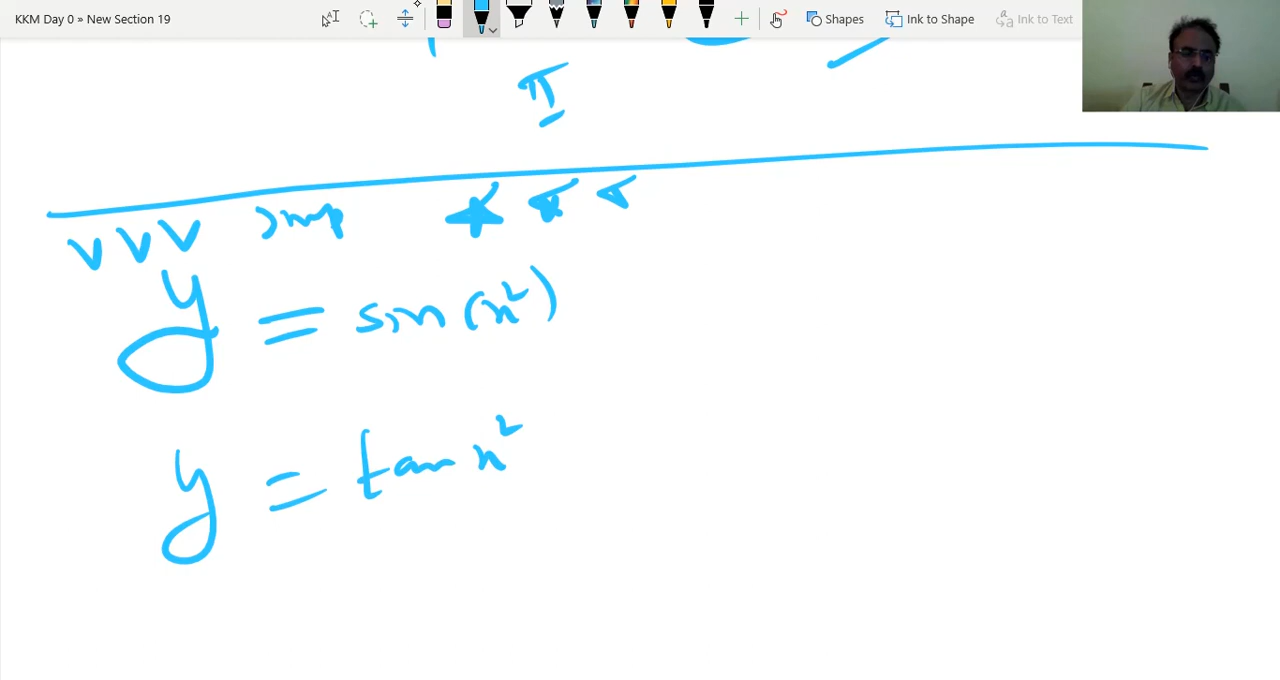 KKM Day 0 » New Section 19
Shapes Ink to Shape Ink to Text
π
VVV Imp
y = sin(x²)
y = tan x²